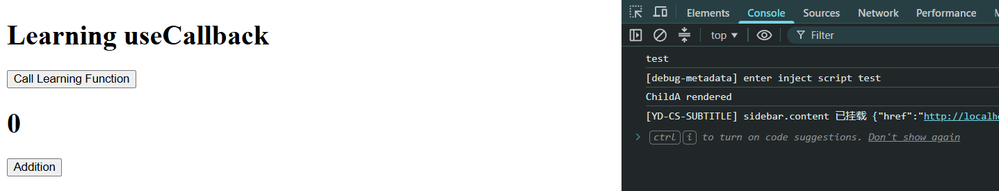 Learning useCallback
Call Learning Function
0
Addition
Elements Console Sources Network Performance
top Filter
test
[debug-metadata] enter inject script test
ChildA rendered
[YD-CS-SUBTITLE] sidebar.content 已挂载 {"href":"http://localh
ctrl i to turn on code suggestions. Don't show again